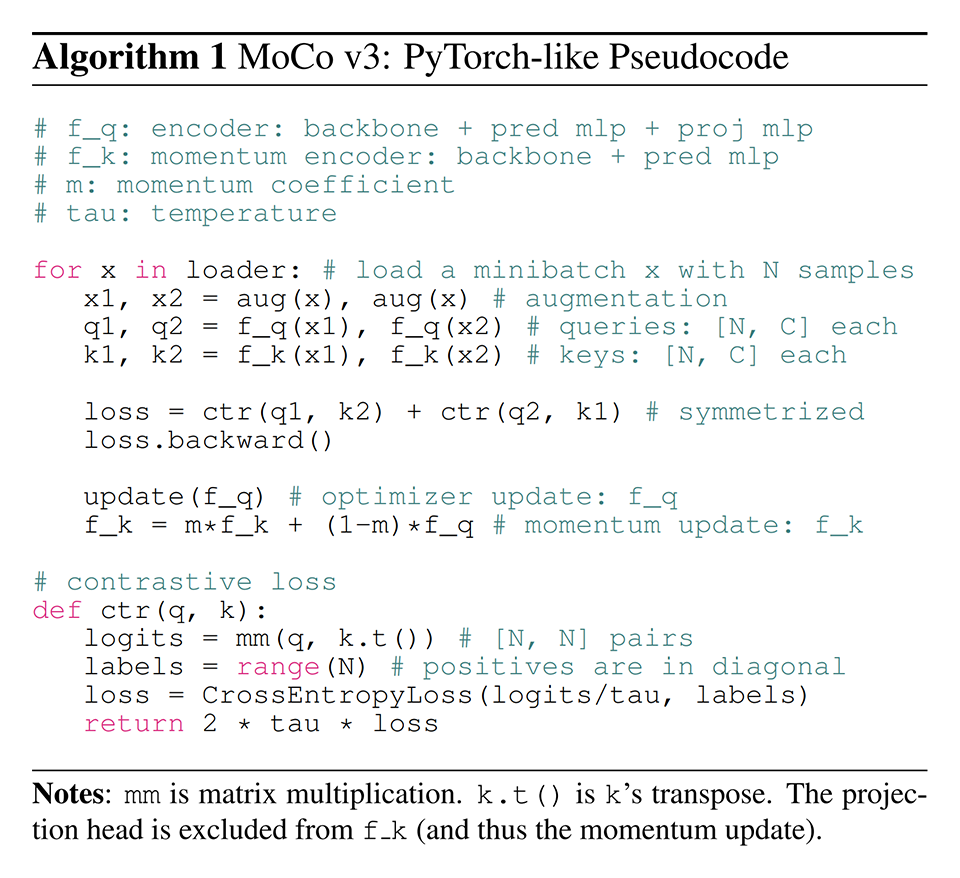 Algorithm 1 MoCo v3: PyTorch-like Pseudocode
# f_q: encoder: backbone + pred mlp + proj mlp
# f_k: momentum encoder: backbone + pred mlp
# m: momentum coefficient
# tau: temperature
for x in loader: # load a minibatch x with N samples
    x1, x2 = aug(x), aug(x) # augmentation
    q1, q2 = f_q(x1), f_q(x2) # queries: [N, C] each
    k1, k2 = f_k(x1), f_k(x2) # keys: [N, C] each
    loss = ctr(q1, k2) + ctr(q2, k1) # symmetrized
    loss.backward()
    update(f_q) # optimizer update: f_q
    f_k = m*f_k + (1-m)*f_q # momentum update: f_k
# contrastive loss
def ctr(q, k):
    logits = mm(q, k.t()) # [N, N] pairs
    labels = range(N) # positives are in diagonal
    loss = CrossEntropyLoss(logits/tau, labels)
    return 2 * tau * loss
Notes: mm is matrix multiplication. k.t() is k's transpose. The projec-
tion head is excluded from f_k (and thus the momentum update).